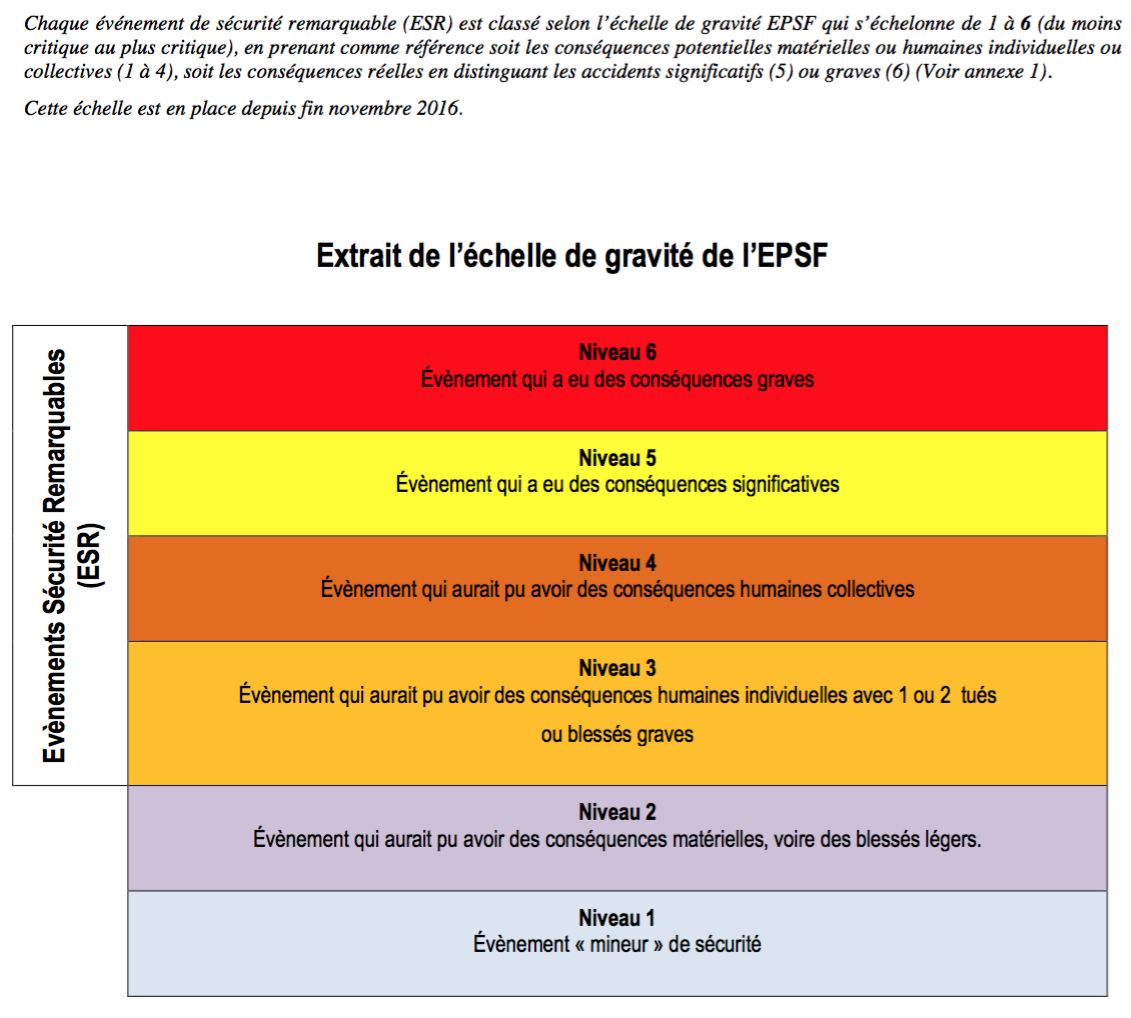 Chaque événement de sécurité remarquable (ESR) est classé selon l’échelle de gravité EPSF qui s’échelonne de 1 à 6 (du moins
critique au plus critique), en prenant comme référence soit les conséquences potentielles matérielles ou humaines individuelles ou
collectives (1 à 4), soit les conséquences réelles en distinguant les accidents significatifs (5) ou graves (6) (Voir annexe 1).
Cette échelle est en place depuis fin novembre 2016.
Extrait de l’échelle de gravité de l’EPSF
Evènements Sécurité Remarquables
(ESR)
Niveau 6
Évènement qui a eu des conséquences graves
Niveau 5
Évènement qui a eu des conséquences significatives
Niveau 4
Évènement qui aurait pu avoir des conséquences humaines collectives
Niveau 3
Évènement qui aurait pu avoir des conséquences humaines individuelles avec 1 ou 2 tués
ou blessés graves
Niveau 2
Évènement qui aurait pu avoir des conséquences matérielles, voire des blessés légers.
Niveau 1
Évènement « mineur » de sécurité